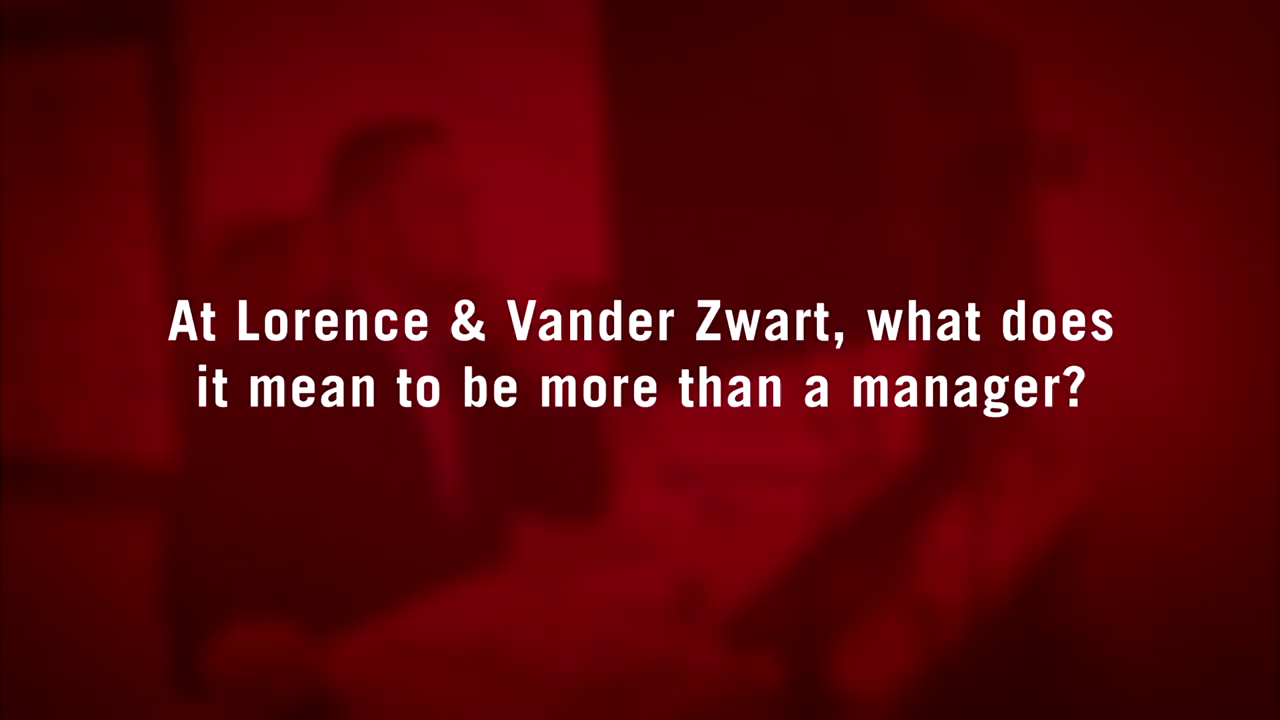 At Lorence & Vander Zwart, what does
it mean to be more than a manager?